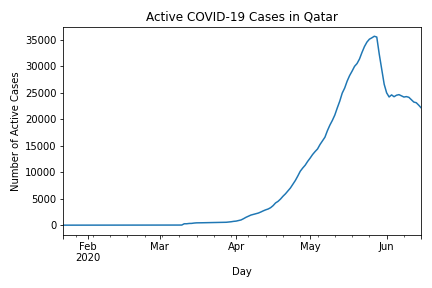 Active COVID-19 Cases in Qatar
Number of Active Cases
35000
30000
25000
20000
15000
10000
5000
0
Feb Mar Apr May Jun
2020
Day